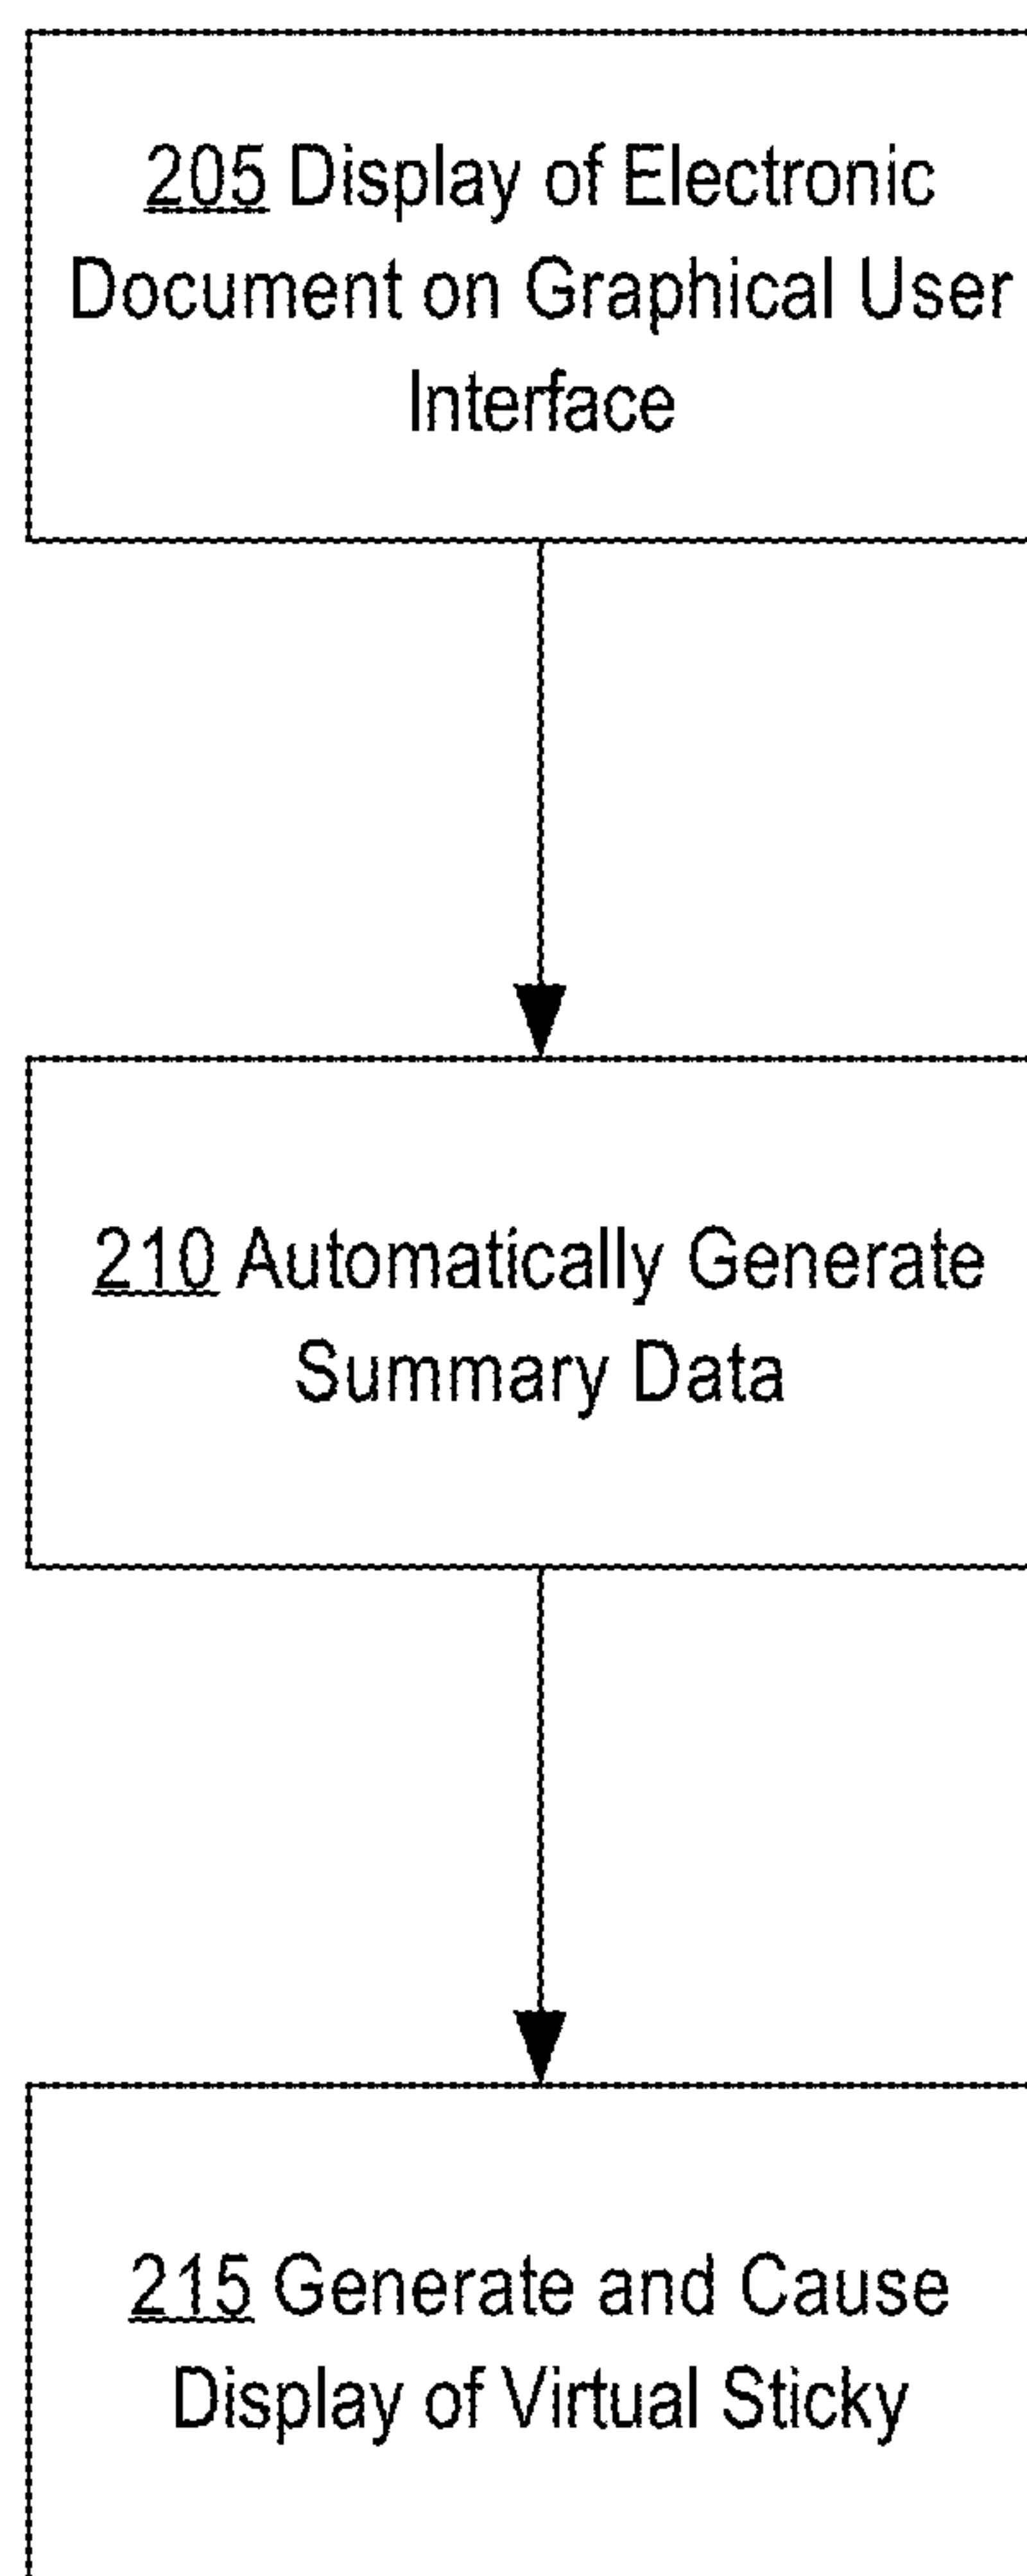 205 Display of Electronic
Document on Graphical User
Interface
210 Automatically Generate
Summary Data
215 Generate and Cause
Display of Virtual Sticky